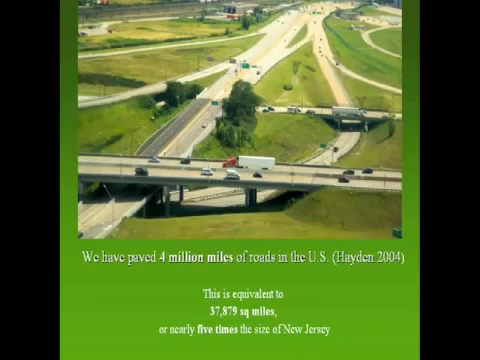 We have paved 4 million miles of roads in the U.S. (Hayden 2004)
This is equivalent to
37,879 sq miles,
or nearly five times the size of New Jersey